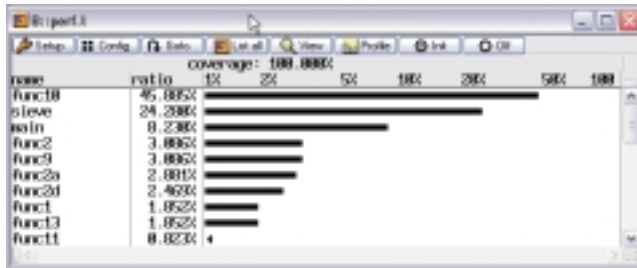 B::perf.l
Setup... Config... Goto... List all View Profile Init Off
coverage: 100.000%
name ratio 1% 2% 5% 10% 20% 50% 100
func10
sieve 24.200%
main 8.230%
func2 3.086%
func9 3.086%
func2a 2.881%
func2d 2.469%
func1 1.852%
func13 1.852%
func11 0.823%